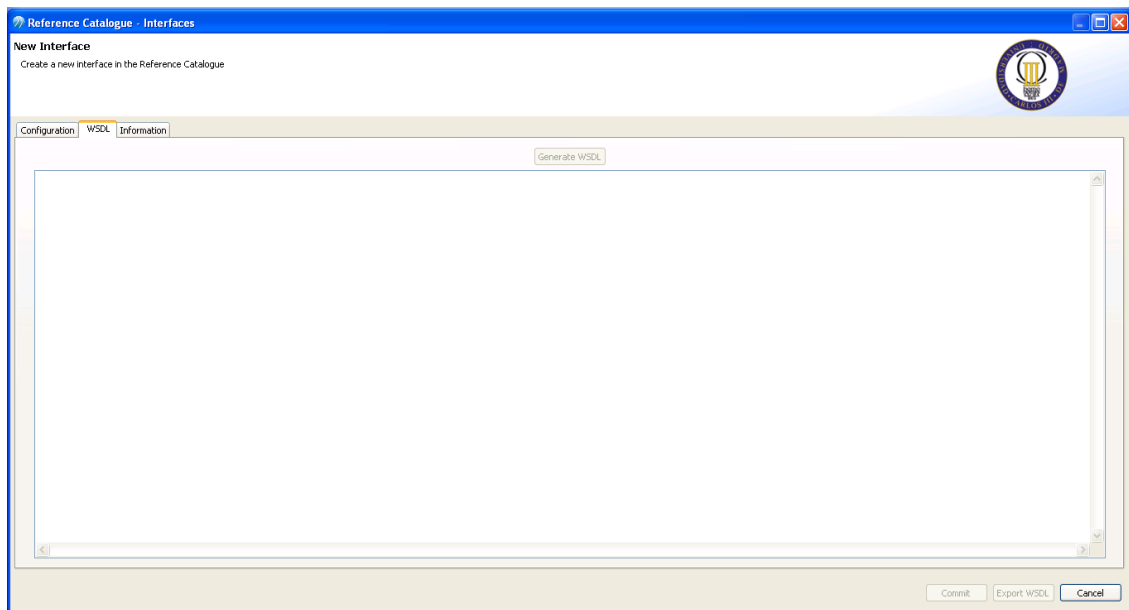 Reference Catalogue - Interfaces
New Interface
Create a new interface in the Reference Catalogue
Configuration WSDL Information
Generate WSDL
Commit Export WSDL Cancel